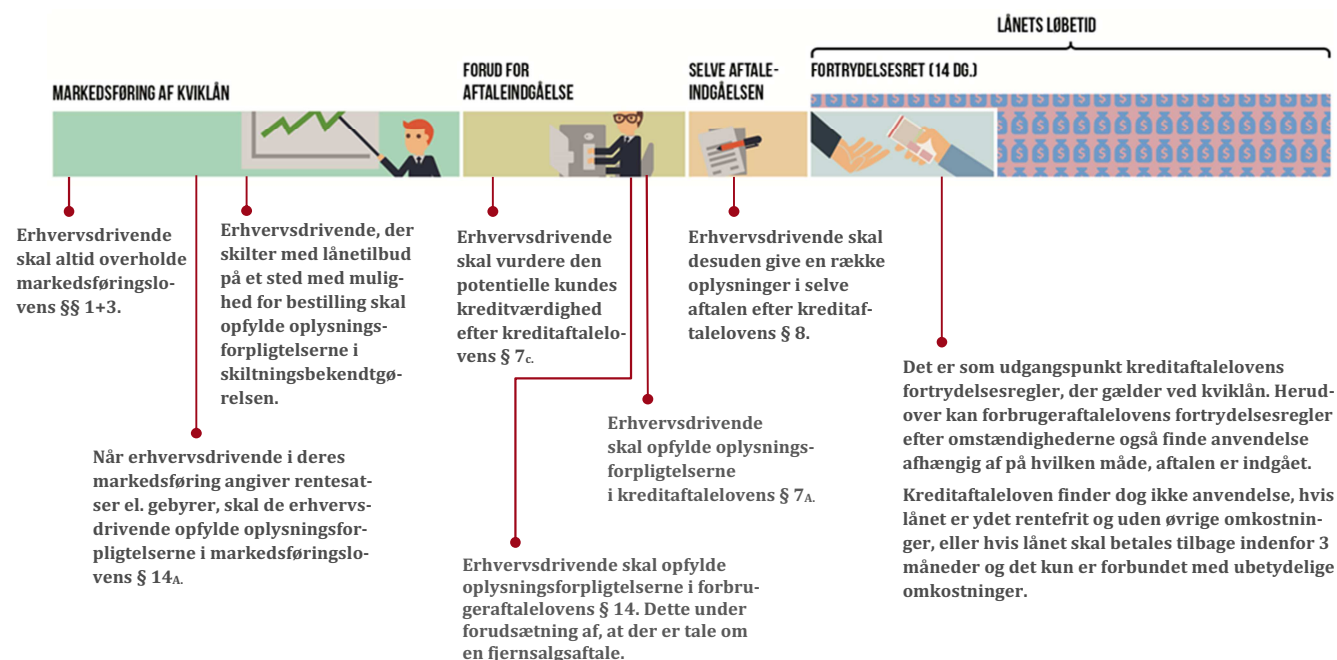 LÅNETS LØBETID
MARKEDSFØRING AF KVIKLÅN
FORUD FOR
AFTALEINDGÅELSE
SELVE AFTALE-
INDGÅELSEN
FORTRYDELSESRET (14 DG.)
Erhvervsdrivende
skal altid overholde
markedsføringslo-
vens §§ 1+3.
Når erhvervsdrivende i deres
markedsføring angiver rentesat-
ser el. gebyrer, skal de erhvervs-
drivende opfylde oplysningsfor-
pligtelserne i markedsføringslo-
vens § 14A.
Erhvervsdrivende, der
skilter med lånetilbud
på et sted med mulig-
hed for bestilling skal
opfylde oplysnings-
forpligtelserne i
skiltningsbekendtgø-
relsen.
Erhvervsdrivende
skal vurdere den
potentielle kundes
kreditværdighed
efter kreditaftalelo-
vens § 7c.
Erhvervsdrivende skal opfylde
oplysningsforpligtelserne i forbru-
geraftalelovens § 14. Dette under
forudsætning af, at der er tale om
en fjernsalgsaftale.
Erhvervsdrivende
skal opfylde oplysnings-
forpligtelserne
i kreditaftalelovens § 7A.
Erhvervsdrivende skal
desuden give en række
oplysninger i selve
aftalen efter kreditaf-
talelovens § 8.
Det er som udgangspunkt kreditaftalelovens
fortrydelsesregler, der gælder ved kviklån. Herud-
over kan forbrugeraftalelovens fortrydelsesregler
efter omstændighederne også finde anvendelse
afhængig af på hvilken måde, aftalen er indgået.
Kreditaftaleloven finder dog ikke anvendelse, hvis
lånet er ydet rentefrit og uden øvrige omkostnin-
ger, eller hvis lånet skal betales tilbage indenfor 3
måneder og det kun er forbundet med ubetydelige
omkostninger.